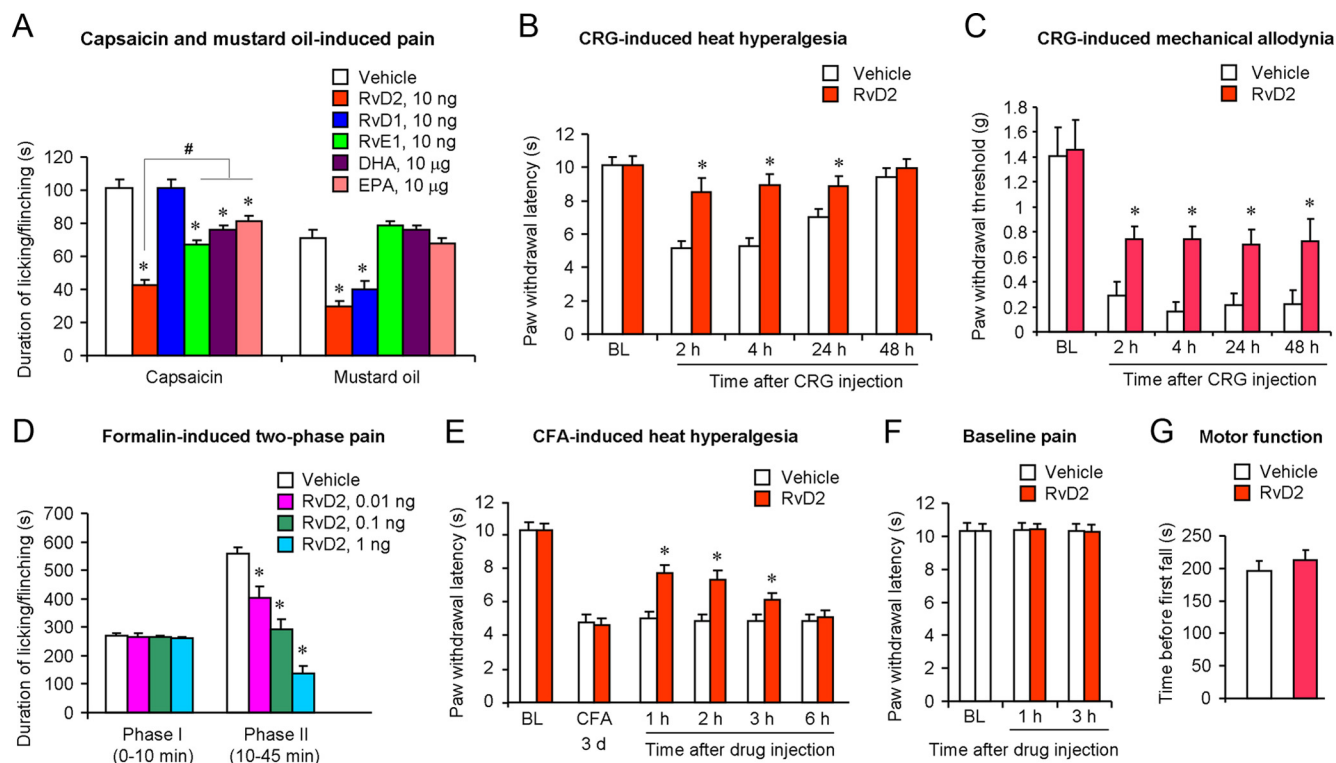 A
Capsaicin and mustard oil-induced pain
Vehicle
RvD2, 10 ng
RvD1, 10 ng
RvE1, 10 ng
DHA, 10 μg
EPA, 10 μg
#
Duration of licking/flinching (s)
120
100
80
60
40
20
0
*
*
*
*
*
*
Capsaicin
Mustard oil
B
CRG-induced heat hyperalgesia
Vehicle
RvD2
Paw withdrawal latency (s)
12
10
8
6
4
2
0
*
*
*
BL
2 h
4 h
24 h
48 h
Time after CRG injection
C
CRG-induced mechanical allodynia
Vehicle
RvD2
Paw withdrawal threshold (g)
1.8
1.6
1.4
1.2
1
0.8
0.6
0.4
0.2
0
*
*
*
*
BL
2 h
4 h
24 h
48 h
Time after CRG injection
D
Formalin-induced two-phase pain
Vehicle
RvD2, 0.01 ng
RvD2, 0.1 ng
RvD2, 1 ng
Duration of licking/flinching (s)
700
600
500
400
300
200
100
0
*
*
*
Phase I
(0-10 min)
Phase II
(10-45 min)
E
CFA-induced heat hyperalgesia
Vehicle
RvD2
Paw withdrawal latency (s)
12
10
8
6
4
2
0
*
*
*
BL
CFA
3 d
1 h
2 h
3 h
6 h
Time after drug injection
F
Baseline pain
Vehicle
RvD2
Paw withdrawal latency (s)
12
10
8
6
4
2
0
BL
1 h
3 h
Time after drug injection
G
Motor function
Vehicle
RvD2
Time before first fall (s)
250
200
150
100
50
0